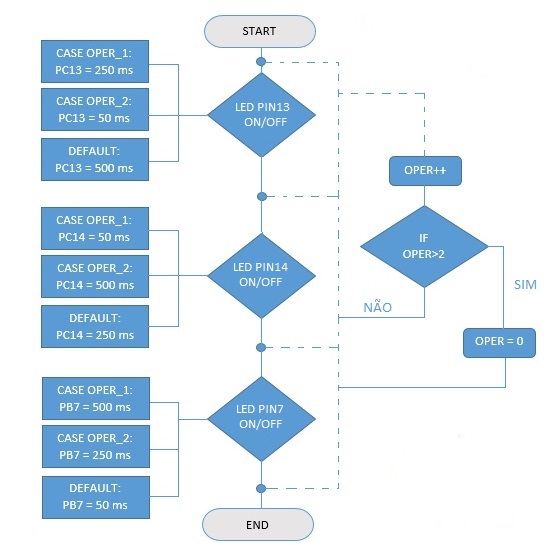 START
CASE OPER_1:
PC13 = 250 ms
CASE OPER_2:
PC13 = 50 ms
DEFAULT:
PC13 = 500 ms
LED PIN13
ON/OFF
OPER++
IF
OPER>2
SIM
NÃO
OPER = 0
CASE OPER_1:
PC14 = 50 ms
CASE OPER_2:
PC14 = 500 ms
DEFAULT:
PC14 = 250 ms
LED PIN14
ON/OFF
CASE OPER_1:
PB7 = 500 ms
CASE OPER_2:
PB7 = 250 ms
DEFAULT:
PB7 = 50 ms
LED PIN7
ON/OFF
END